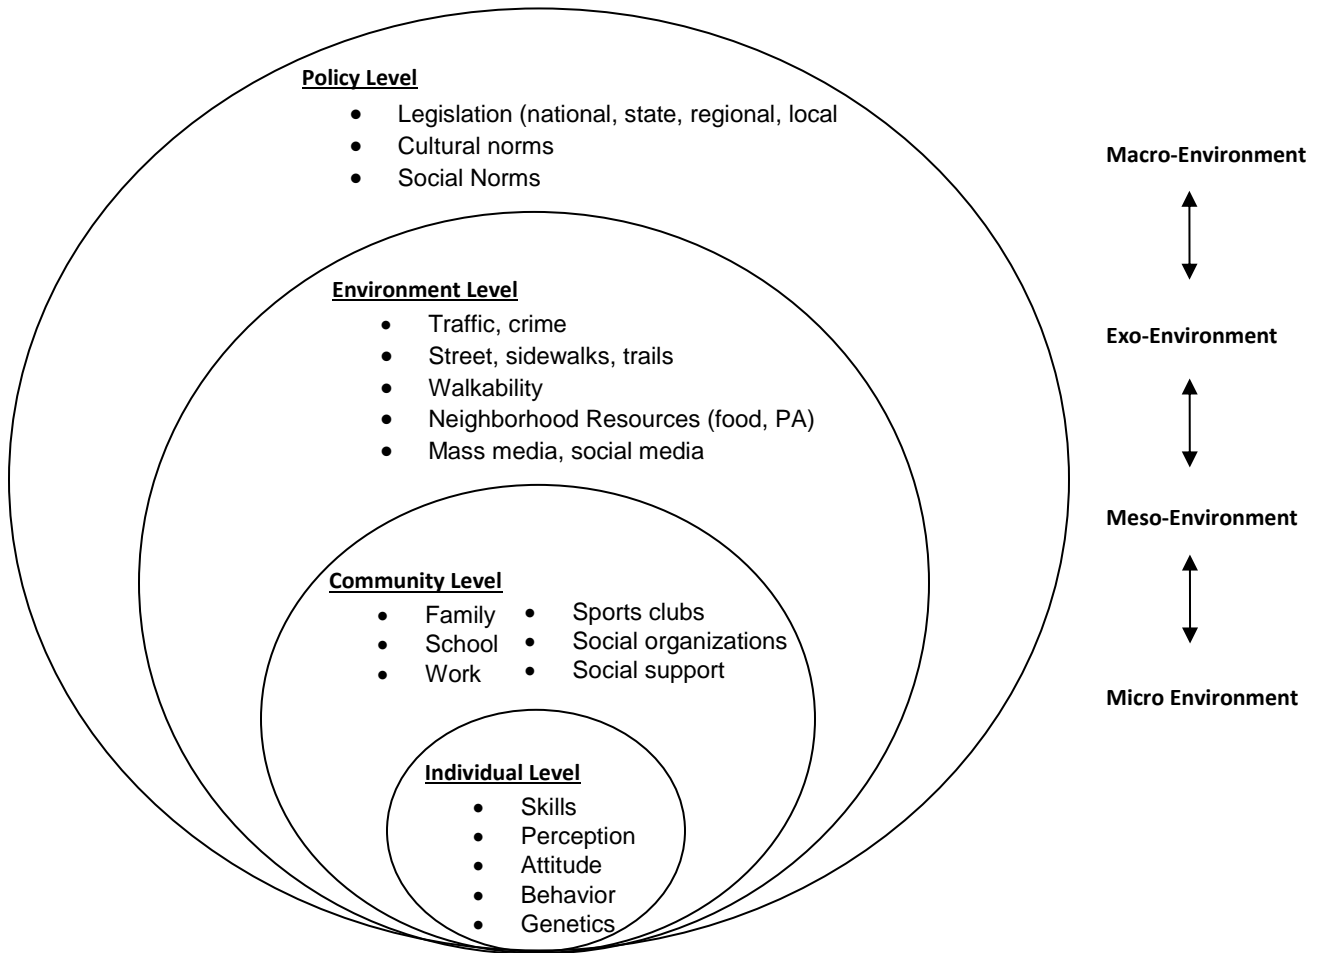 Policy Level
• Legislation (national, state, regional, local
• Cultural norms
• Social Norms
Macro-Environment
Environment Level
• Traffic, crime
• Street, sidewalks, trails
• Walkability
• Neighborhood Resources (food, PA)
• Mass media, social media
Exo-Environment
Community Level
• Family
• School
• Work
• Sports clubs
• Social organizations
• Social support
Meso-Environment
Individual Level
• Skills
• Perception
• Attitude
• Behavior
• Genetics
Micro Environment